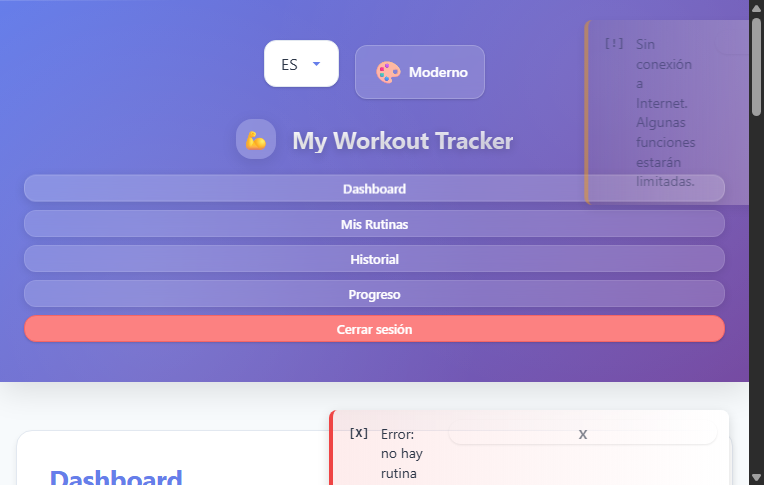 ES
Moderno
[!] Sin
conexión
a
Internet.
Algunas
funciones
estarán
limitadas.
My Workout Tracker
Dashboard
Mis Rutinas
Historial
Progreso
Cerrar sesión
[X] Error:
no hay
rutina
X
Dashboard